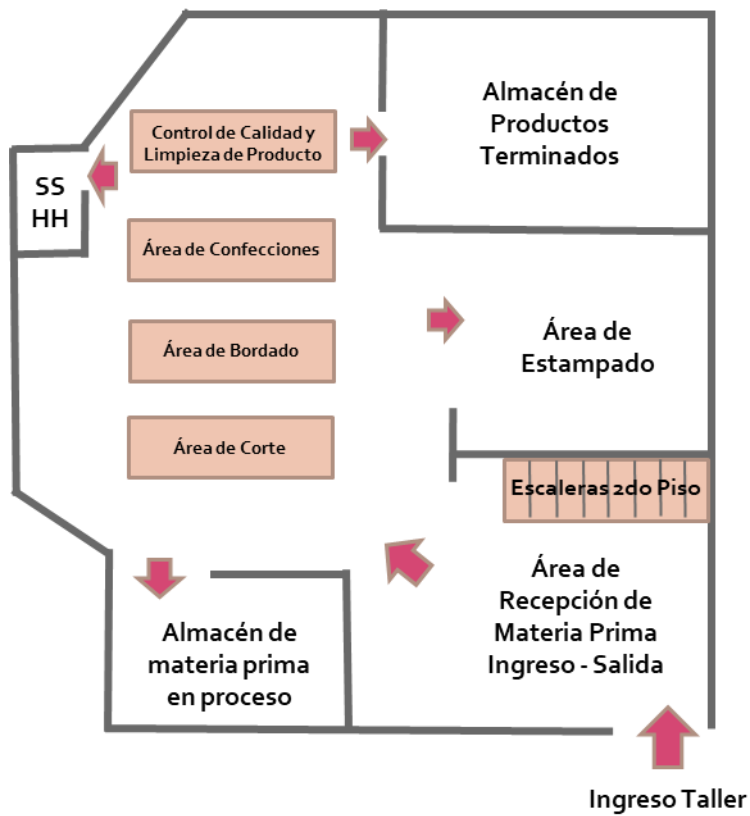 Control de Calidad y
Limpieza de Producto
Almacén de
Productos
Terminados
SS
HH
Área de Confecciones
Área de Bordado
Área de
Estampado
Área de Corte
Escaleras 2do Piso
Área de
Recepción de
Materia Prima
Ingreso - Salida
Almacén de
materia prima
en proceso
Ingreso Taller